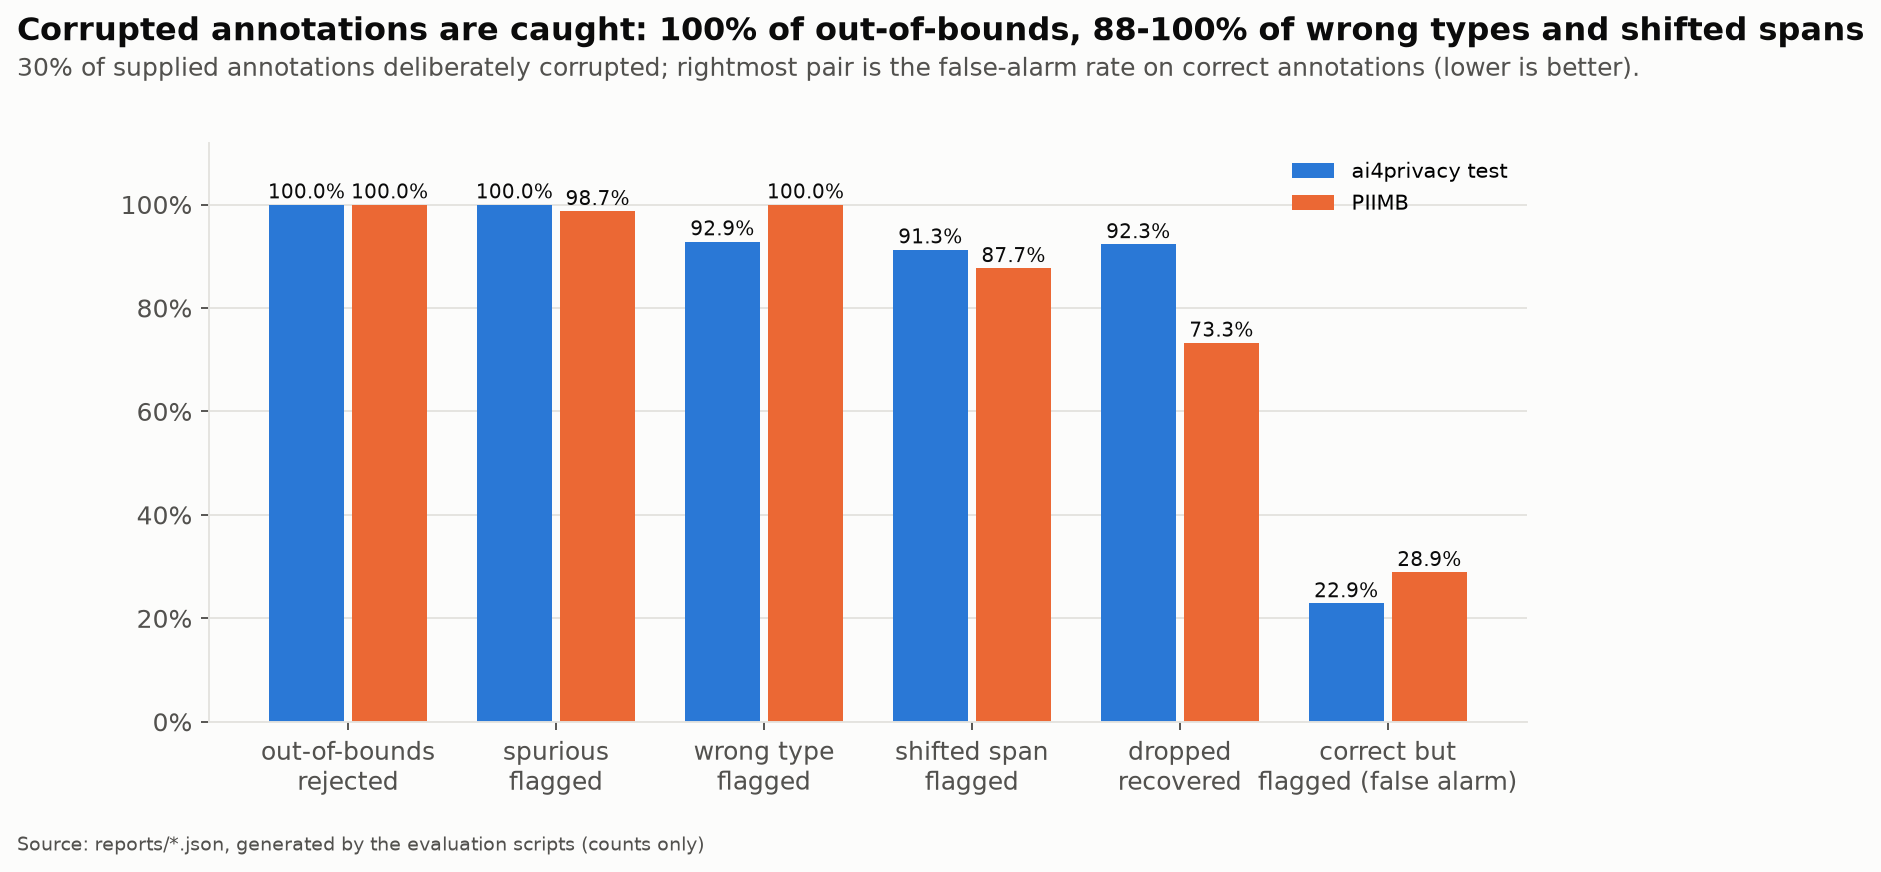 Corrupted annotations are caught: 100% of out-of-bounds, 88-100% of wrong types and shifted spans
30% of supplied annotations deliberately corrupted; rightmost pair is the false-alarm rate on correct annotations (lower is better).
ai4privacy test
PIIMB
100%
80%
60%
40%
20%
0%
100.0% 100.0%
100.0% 98.7%
92.9% 100.0%
91.3% 87.7%
92.3% 73.3%
22.9% 28.9%
out-of-bounds
rejected
spurious
flagged
wrong type
flagged
shifted span
flagged
dropped
recovered
correct but
flagged (false alarm)
Source: reports/*.json, generated by the evaluation scripts (counts only)